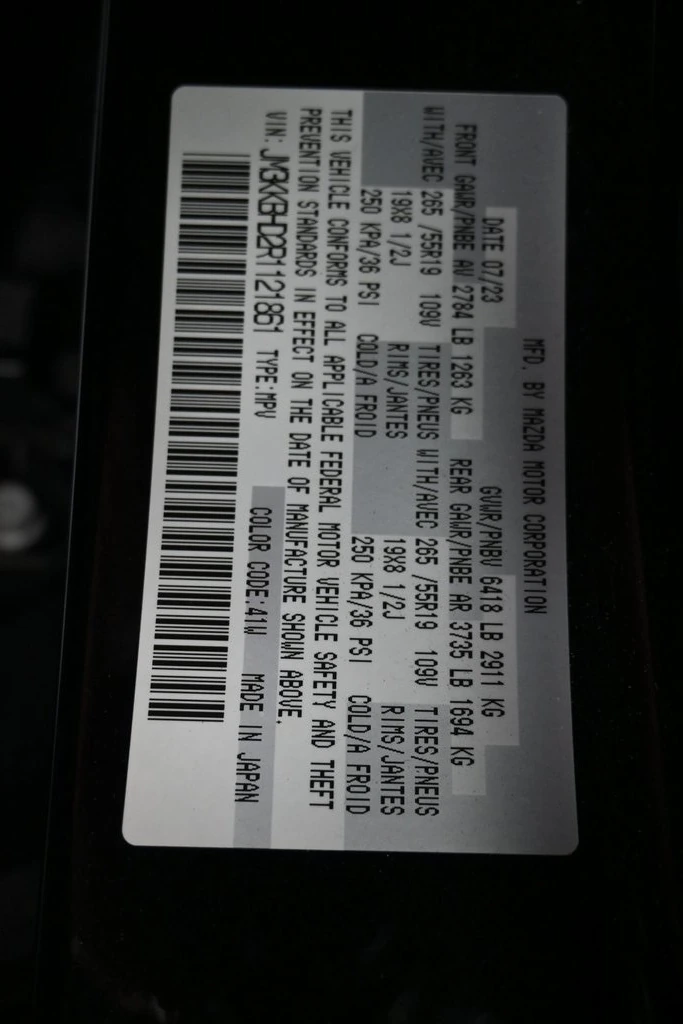 MFD. BY MAZDA MOTOR CORPORATION
DATE 07/23 GVWR/PNBV 6418 LB 2911 KG
FRONT GAWR/PNBE AV 2784 LB 1263 KG REAR GAWR/PNBE AR 3735 LB 1694 KG
WITH/AVEC 265 /55R19 109V TIRES/PNEUS WITH/AVEC 265 /55R19 109V TIRES/PNEUS
19X8 1/2J RIMS/JANTES 19X8 1/2J RIMS/JANTES
250 KPA/36 PSI COLD/A FROID 250 KPA/36 PSI COLD/A FROID
THIS VEHICLE CONFORMS TO ALL APPLICABLE FEDERAL MOTOR VEHICLE SAFETY AND THEFT
PREVENTION STANDARDS IN EFFECT ON THE DATE OF MANUFACTURE SHOWN ABOVE.
VIN: JM3KKBHD2R1121861 TYPE:MPV COLOR CODE.41W MADE IN JAPAN